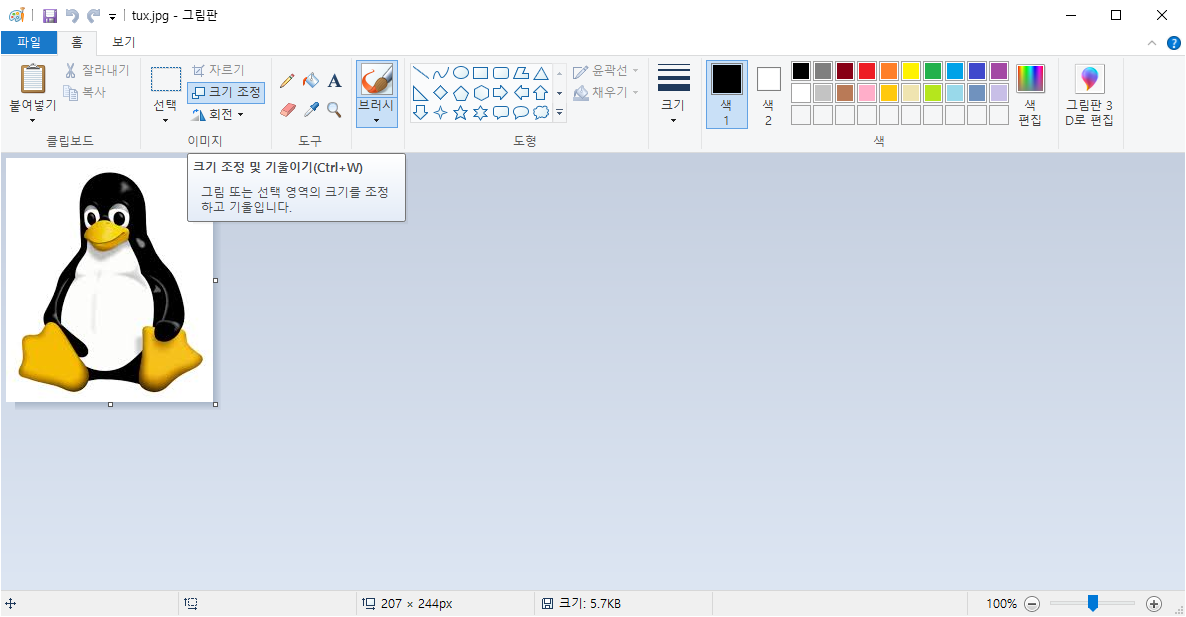 tux.jpg - 그림판
파일 홈 보기
붙여넣기
잘라내기
복사
클립보드
선택
자르기
크기 조정
회전
이미지
A
도구
브러시
윤곽선
채우기
도형
크기
색
1
색
2
색
편집
색
그림판 3
D로 편집
크기 조정 및 기울이기(Ctrl+W)
그림 또는 선택 영역의 크기를 조정
하고 기울입니다.
207 × 244px
크기: 5.7KB
100%